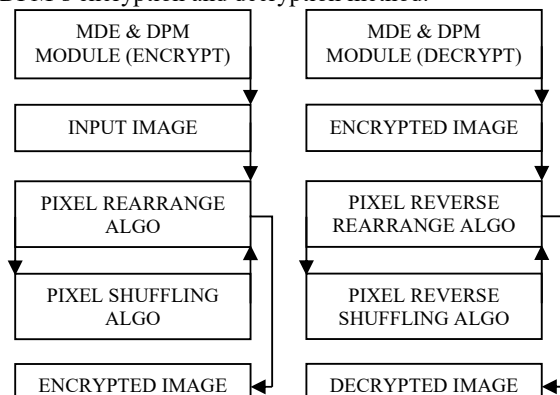 DPM's encryption and decryption method.
MDE & DPM
MODULE (ENCRYPT)
INPUT IMAGE
PIXEL REARRANGE
ALGO
PIXEL SHUFFLING
ALGO
ENCRYPTED IMAGE
MDE & DPM
MODULE (DECRYPT)
ENCRYPTED IMAGE
PIXEL REVERSE
REARRANGE ALGO
PIXEL REVERSE
SHUFFLING ALGO
DECRYPTED IMAGE